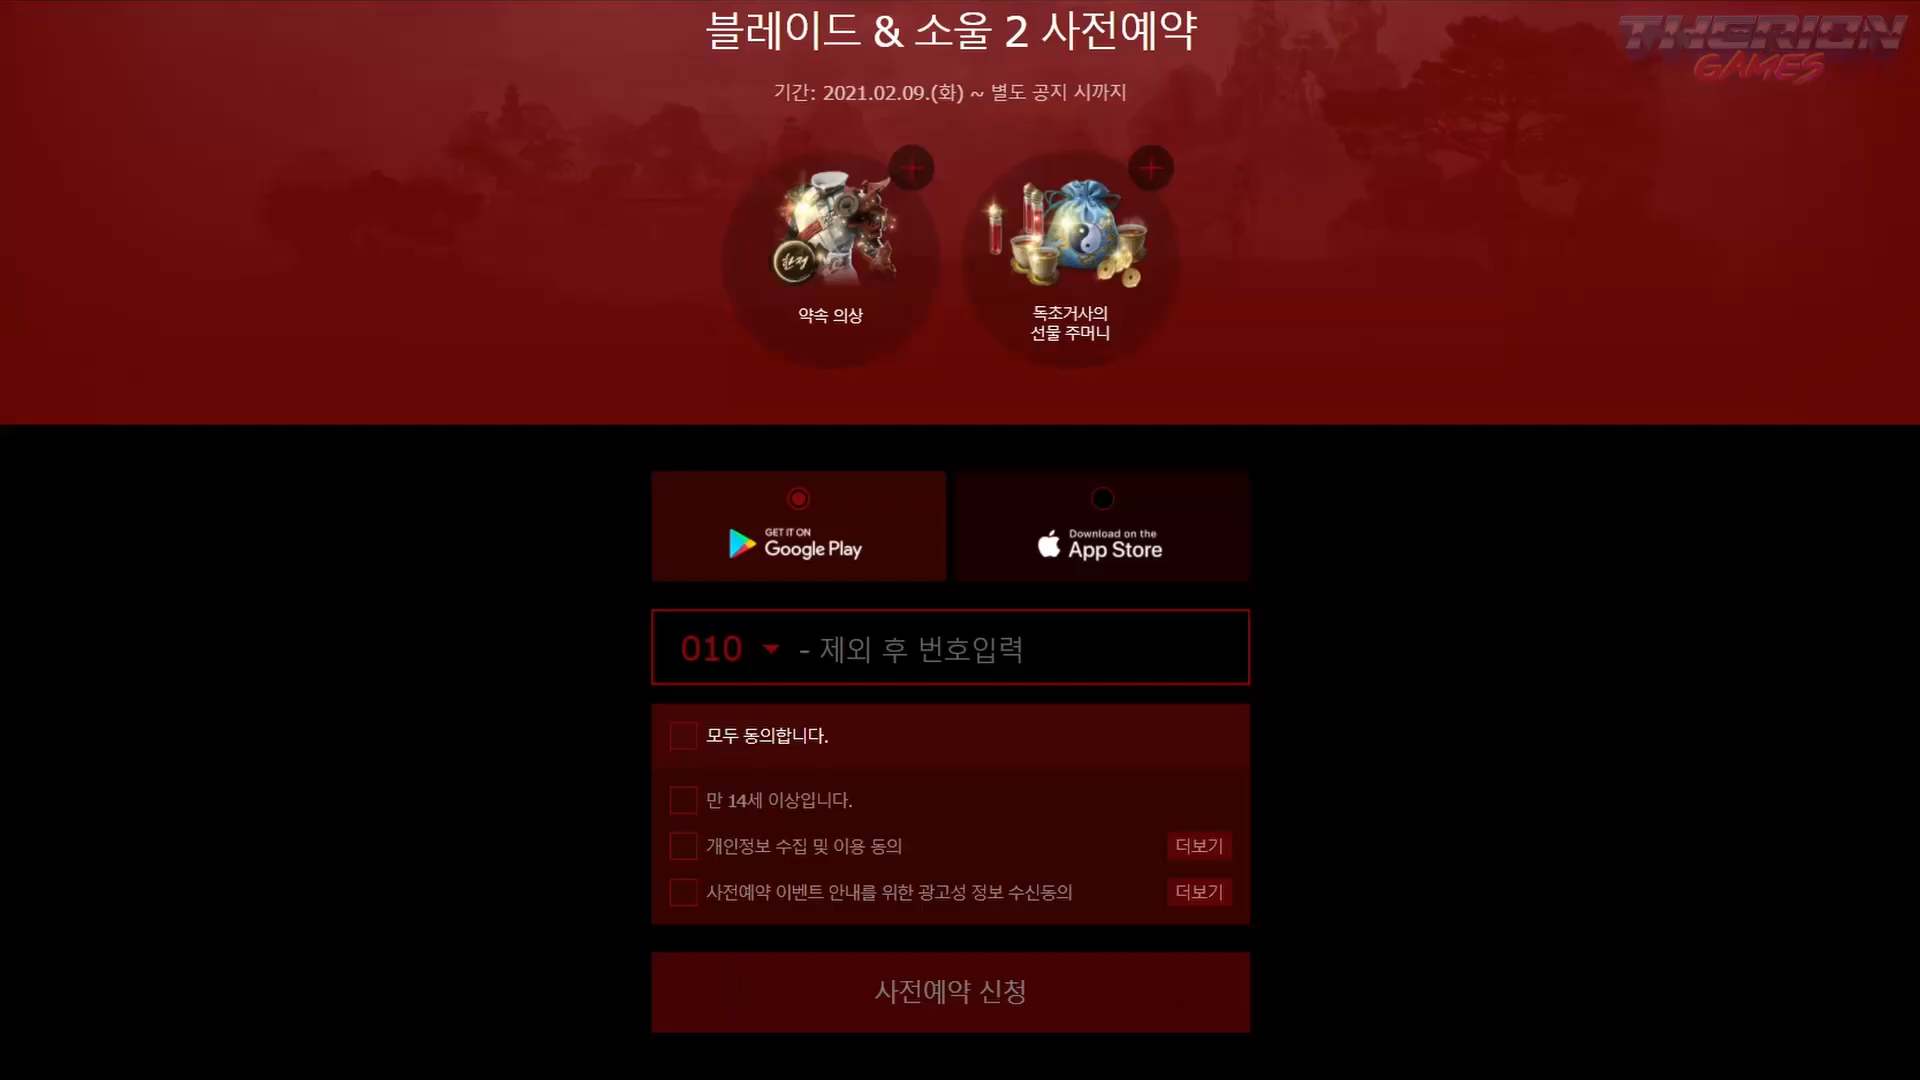 블레이드 & 소울 2 사전예약
THERION
GAMES
기간: 2021.02.09.(화) ~ 별도 공지 시까지
한정
약속 의상
독초거사의
선물 주머니
GET IT ON
Google Play
Download on the
App Store
010
- 제외 후 번호입력
모두 동의합니다.
만 14세 이상입니다.
개인정보 수집 및 이용 동의
더보기
사전예약 이벤트 안내를 위한 광고성 정보 수신동의
더보기
사전예약 신청